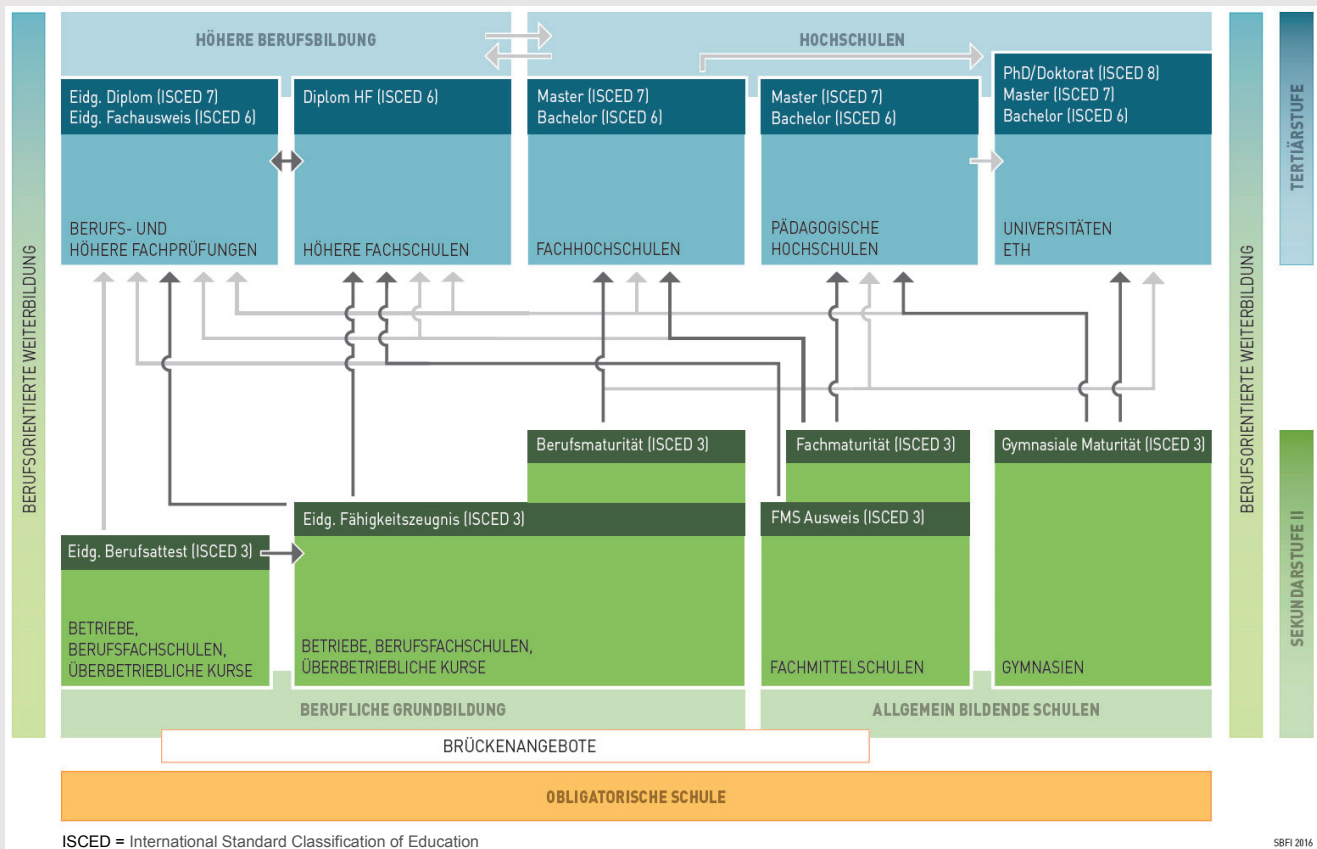 HÖHERE BERUFSBILDUNG
HOCHSCHULEN
Eidg. Diplom (ISCED 7)
Eidg. Fachausweis (ISCED 6)
BERUFS- UND
HÖHERE FACHPRÜFUNGEN
Diplom HF (ISCED 6)
HÖHERE FACHSCHULEN
Master (ISCED 7)
Bachelor (ISCED 6)
FACHHOCHSCHULEN
Master (ISCED 7)
Bachelor (ISCED 6)
PÄDAGOGISCHE
HOCHSCHULEN
PhD/Doktorat (ISCED 8)
Master (ISCED 7)
Bachelor (ISCED 6)
UNIVERSITÄTEN
ETH
TERTIÄRSTUFE
BERUFSORIENTIERTE WEITERBILDUNG
BERUFSORIENTIERTE WEITERBILDUNG
Berufsmaturität (ISCED 3)
Fachmaturität (ISCED 3)
Gymnasiale Maturität (ISCED 3)
Eidg. Fähigkeitszeugnis (ISCED 3)
FMS Ausweis (ISCED 3)
Eidg. Berufsattest (ISCED 3)
BETRIEBE,
BERUFSFACHSCHULEN,
ÜBERBETRIEBLICHE KURSE
BETRIEBE, BERUFSFACHSCHULEN,
ÜBERBETRIEBLICHE KURSE
FACHMITTELSCHULEN
GYMNASIEN
SEKUNDARSTUFE II
BERUFLICHE GRUNDBILDUNG
ALLGEMEIN BILDENDE SCHULEN
BRÜCKENANGEBOTE
OBLIGATORISCHE SCHULE
ISCED = International Standard Classification of Education
SBFI 2016